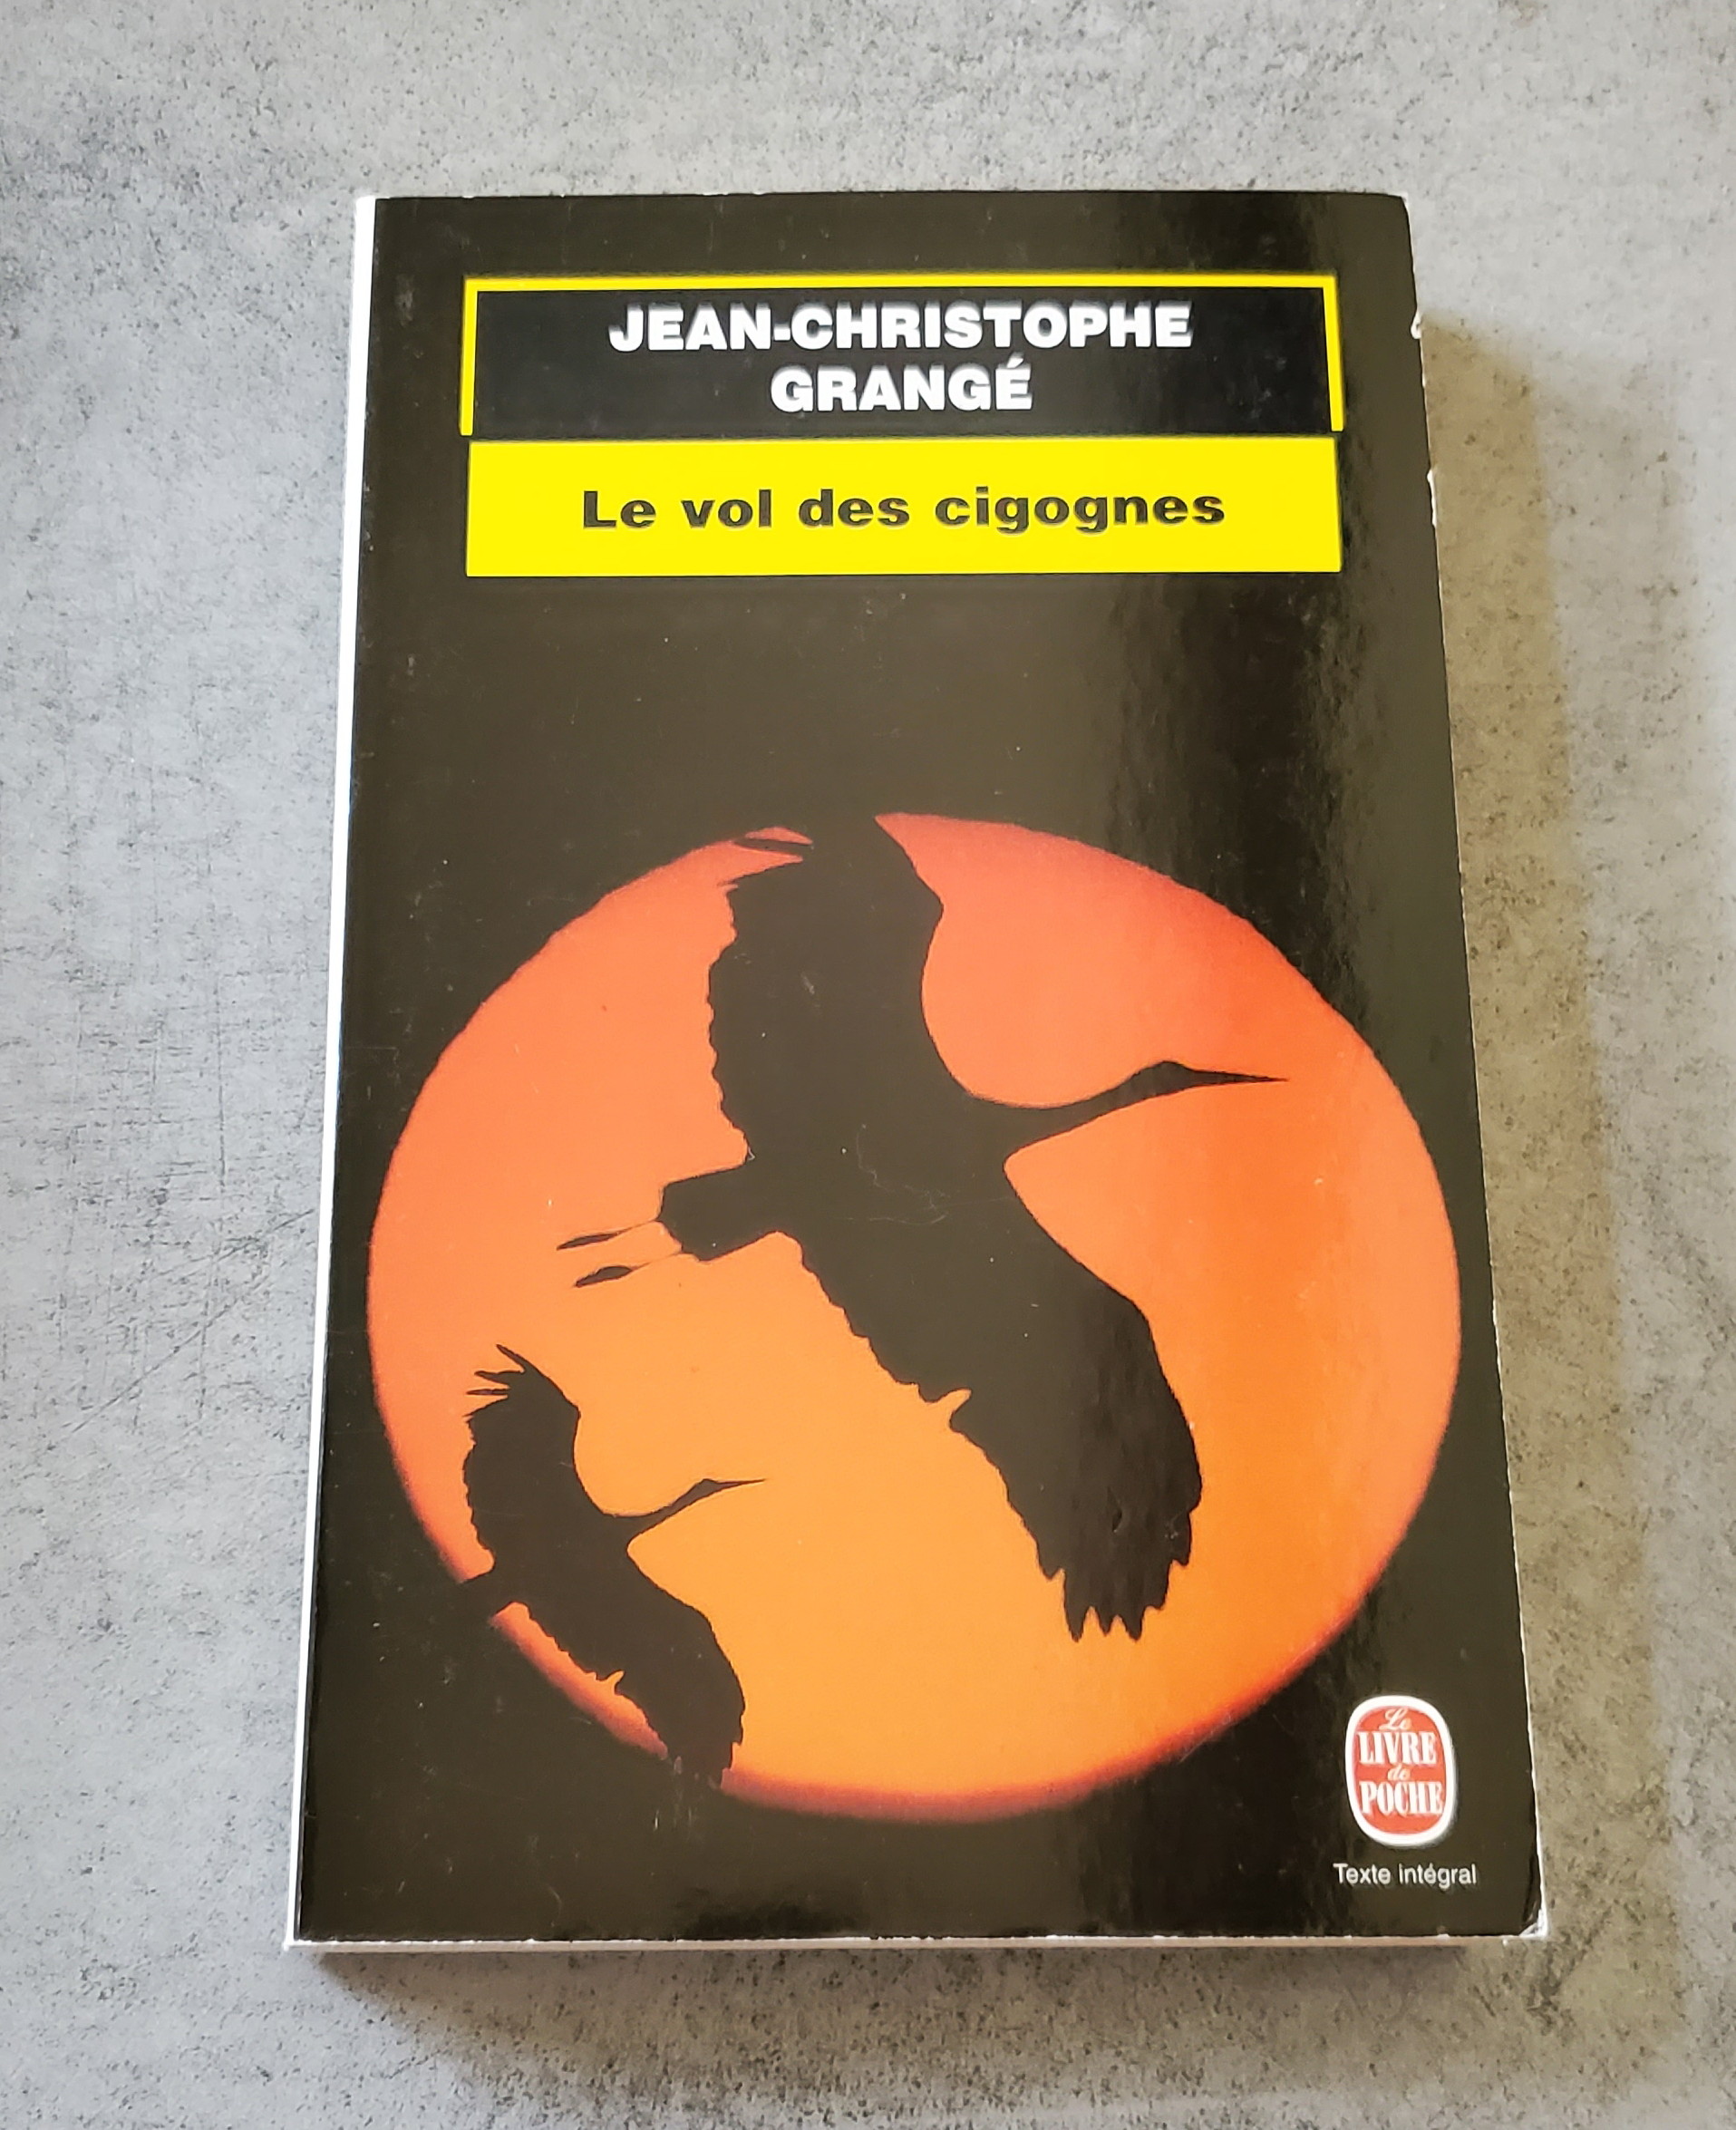 JEAN-CHRISTOPHE
GRANGÉ
Le vol des cigognes
Le
LIVRE
de
POCHE
Texte intégral